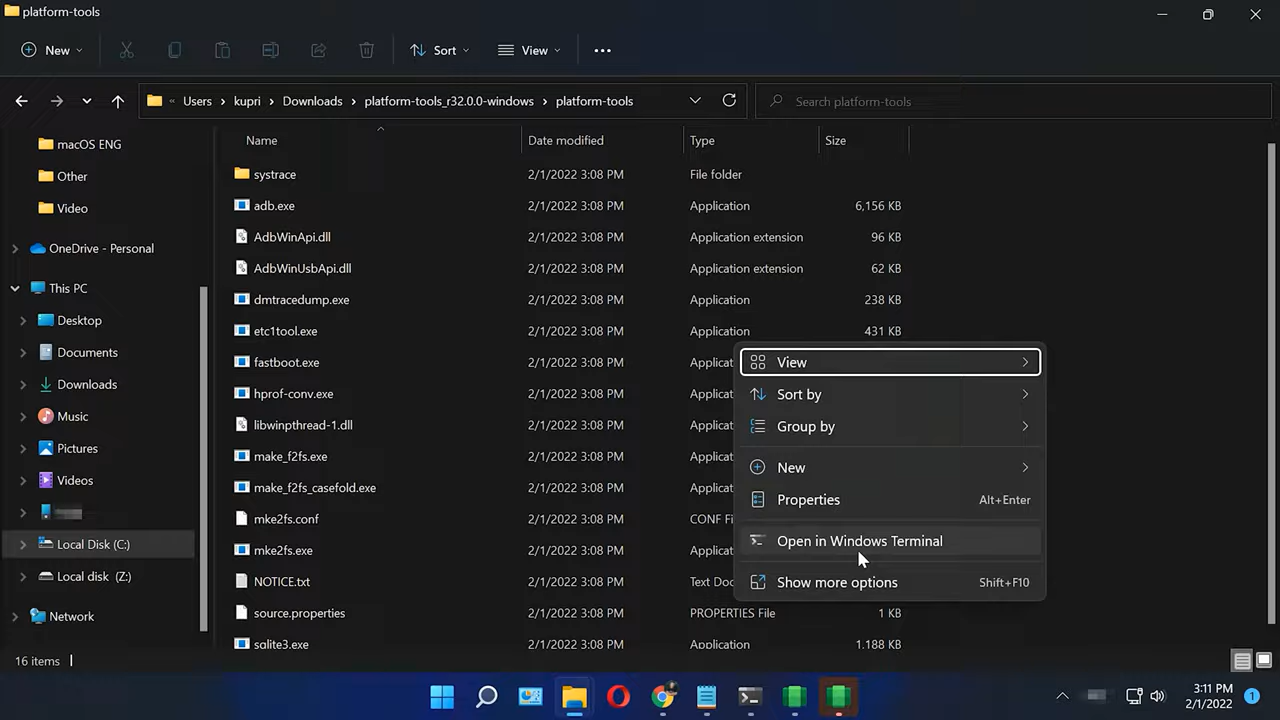 platform-tools
New
Sort
View
Users
kupri
Downloads
platform-tools_r32.0.0-windows
platform-tools
Search platform-tools
macOS ENG
Other
Video
OneDrive - Personal
This PC
Desktop
Documents
Downloads
Music
Pictures
Videos
Local Disk (C:)
Local disk (Z:)
Network
Name Date modified Type Size
systrace 2/1/2022 3:08 PM File folder
adb.exe 2/1/2022 3:08 PM Application 6,156 KB
AdbWinApi.dll 2/1/2022 3:08 PM Application extension 96 KB
AdbWinUsbApi.dll 2/1/2022 3:08 PM Application extension 62 KB
dmtracedump.exe 2/1/2022 3:08 PM Application 238 KB
etc1tool.exe 2/1/2022 3:08 PM Application 431 KB
fastboot.exe 2/1/2022 3:08 PM Applicat
hprof-conv.exe 2/1/2022 3:08 PM Applicat
libwinpthread-1.dll 2/1/2022 3:08 PM Applicat
make_f2fs.exe 2/1/2022 3:08 PM Applicat
make_f2fs_casefold.exe 2/1/2022 3:08 PM Applicat
mke2fs.conf 2/1/2022 3:08 PM CONF Fi
mke2fs.exe 2/1/2022 3:08 PM Applicat
NOTICE.txt 2/1/2022 3:08 PM Text Doc
source.properties 2/1/2022 3:08 PM PROPERTIES File 1 KB
sqlite3.exe 2/1/2022 3:08 PM Application 1,188 KB
View
Sort by
Group by
New
Properties Alt+Enter
Open in Windows Terminal
Show more options Shift+F10
16 items
3:11 PM
2/1/2022
1